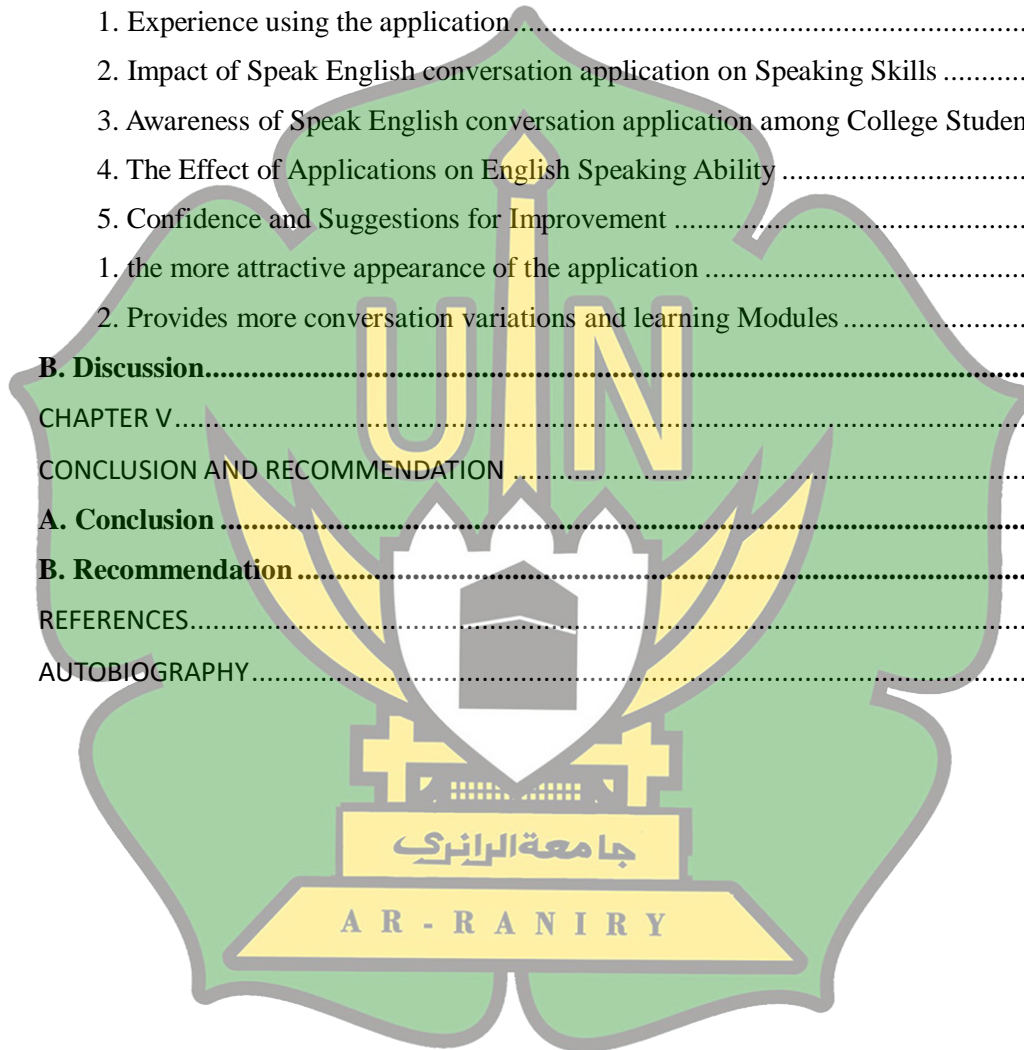 1. Experience using the application ........................................................
2. Impact of Speak English conversation application on Speaking Skills ............
3. Awareness of Speak English conversation application among College Studen
4. The Effect of Applications on English Speaking Ability ....................................
5. Confidence and Suggestions for Improvement ....................................................
1. the more attractive appearance of the application ..............................................
2. Provides more conversation variations and learning Modules ..........................
B. Discussion....................................................................................................
CHAPTER V ......................................................................................................
CONCLUSION AND RECOMMENDATION ..........................................................
A. Conclusion ..................................................................................................
B. Recommendation ........................................................................................
REFERENCES....................................................................................................
AUTOBIOGRAPHY ............................................................................................
UIN
جامعةالرانري
AR-RANIRY